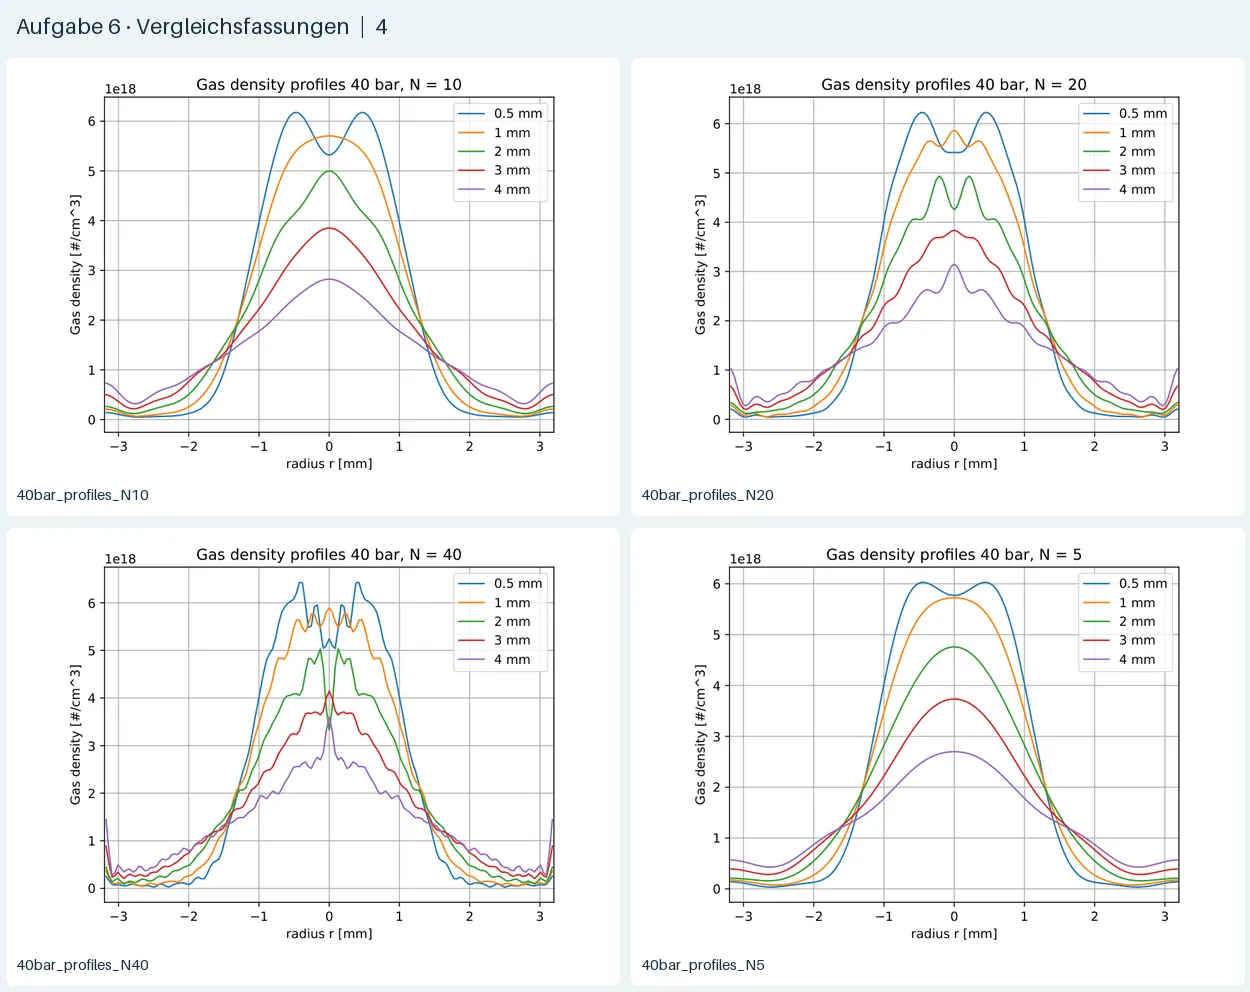 Aufgabe 6 · Vergleichsfassungen | 4
Gas density profiles 40 bar, N = 10
1e18
Gas density [#/cm^3]
6
5
4
3
2
1
0
0.5 mm
1 mm
2 mm
3 mm
4 mm
−3 −2 −1 0 1 2 3
radius r [mm]
40bar_profiles_N10
Gas density profiles 40 bar, N = 20
1e18
Gas density [#/cm^3]
6
5
4
3
2
1
0
0.5 mm
1 mm
2 mm
3 mm
4 mm
−3 −2 −1 0 1 2 3
radius r [mm]
40bar_profiles_N20
Gas density profiles 40 bar, N = 40
1e18
Gas density [#/cm^3]
6
5
4
3
2
1
0
0.5 mm
1 mm
2 mm
3 mm
4 mm
−3 −2 −1 0 1 2 3
radius r [mm]
40bar_profiles_N40
Gas density profiles 40 bar, N = 5
1e18
Gas density [#/cm^3]
6
5
4
3
2
1
0
0.5 mm
1 mm
2 mm
3 mm
4 mm
−3 −2 −1 0 1 2 3
radius r [mm]
40bar_profiles_N5